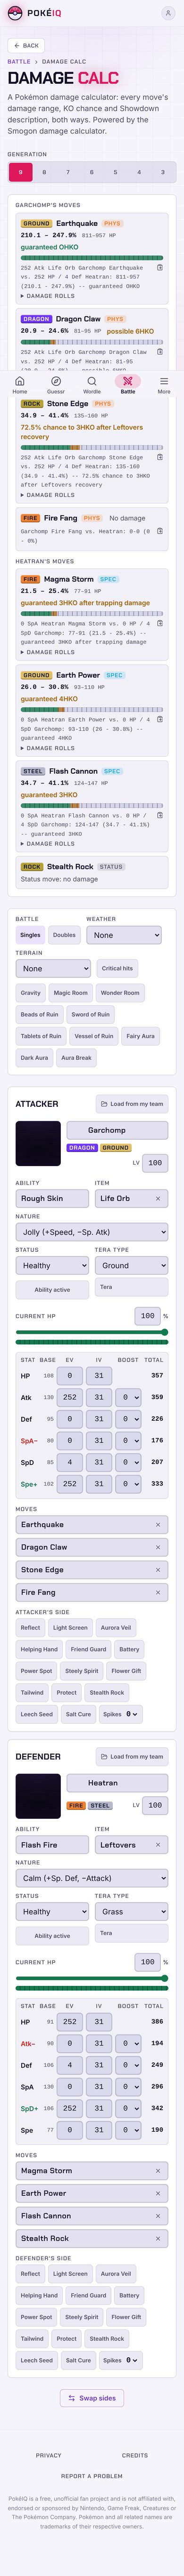 POKÉIQ
← BACK
BATTLE > DAMAGE CALC
DAMAGE CALC
A Pokémon damage calculator: every move's
damage range, KO chance and Showdown
description, both ways. Powered by the
Smogon damage calculator.
GENERATION
9 8 7 6 5 4 3
GARCHOMP'S MOVES
GROUND Earthquake PHYS
210.1 - 247.9% 811-957 HP
guaranteed OHKO
252 Atk Life Orb Garchomp Earthquake
vs. 252 HP / 4 Def Heatran: 811-957
(210.1 - 247.9%) -- guaranteed OHKO
▶ DAMAGE ROLLS
DRAGON Dragon Claw PHYS
20.9 - 24.6% 81-95 HP possible 6HKO
252 Atk Life Orb Garchomp Dragon Claw
vs. 252 HP / 4 Def Heatran: 81-95
Home Guessr Wordle Battle More
ROCK Stone Edge PHYS
34.9 - 41.4% 135-160 HP
72.5% chance to 3HKO after Leftovers
recovery
252 Atk Life Orb Garchomp Stone Edge
vs. 252 HP / 4 Def Heatran: 135-160
(34.9 - 41.4%) -- 72.5% chance to 3HKO
after Leftovers recovery
▶ DAMAGE ROLLS
FIRE Fire Fang PHYS No damage
Garchomp Fire Fang vs. Heatran: 0-0 (0
- 0%)
HEATRAN'S MOVES
FIRE Magma Storm SPEC
21.5 - 25.4% 77-91 HP
guaranteed 3HKO after trapping damage
0 SpA Heatran Magma Storm vs. 0 HP / 4
SpD Garchomp: 77-91 (21.5 - 25.4%) --
guaranteed 3HKO after trapping damage
▶ DAMAGE ROLLS
GROUND Earth Power SPEC
26.0 - 30.8% 93-110 HP
guaranteed 4HKO
0 SpA Heatran Earth Power vs. 0 HP / 4
SpD Garchomp: 93-110 (26 - 30.8%) --
guaranteed 4HKO
▶ DAMAGE ROLLS
STEEL Flash Cannon SPEC
34.7 - 41.1% 124-147 HP
guaranteed 3HKO
0 SpA Heatran Flash Cannon vs. 0 HP /
4 SpD Garchomp: 124-147 (34.7 - 41.1%)
-- guaranteed 3HKO
▶ DAMAGE ROLLS
ROCK Stealth Rock STATUS
Status move: no damage
BATTLE WEATHER
Singles Doubles None
TERRAIN
None Critical hits
Gravity Magic Room Wonder Room
Beads of Ruin Sword of Ruin
Tablets of Ruin Vessel of Ruin Fairy Aura
Dark Aura Aura Break
ATTACKER Load from my team
Garchomp
DRAGON GROUND
LV 100
ABILITY ITEM
Rough Skin Life Orb ×
NATURE
Jolly (+Speed, −Sp. Atk)
STATUS TERA TYPE
Healthy Ground
Ability active Tera
CURRENT HP 100 %
STAT BASE EV IV BOOST TOTAL
HP 108 0 31 357
Atk 130 252 31 0 359
Def 95 0 31 0 226
SpA− 80 0 31 0 176
SpD 85 4 31 0 207
Spe+ 102 252 31 0 333
MOVES
Earthquake ×
Dragon Claw ×
Stone Edge ×
Fire Fang ×
ATTACKER'S SIDE
Reflect Light Screen Aurora Veil
Helping Hand Friend Guard Battery
Power Spot Steely Spirit Flower Gift
Tailwind Protect Stealth Rock
Leech Seed Salt Cure Spikes 0
DEFENDER Load from my team
Heatran
FIRE STEEL LV 100
ABILITY ITEM
Flash Fire Leftovers ×
NATURE
Calm (+Sp. Def, −Attack)
STATUS TERA TYPE
Healthy Grass
Ability active Tera
CURRENT HP 100 %
STAT BASE EV IV BOOST TOTAL
HP 91 252 31 386
Atk− 90 0 31 0 194
Def 106 4 31 0 249
SpA 130 0 31 0 296
SpD+ 106 252 31 0 342
Spe 77 0 31 0 190
MOVES
Magma Storm ×
Earth Power ×
Flash Cannon ×
Stealth Rock ×
DEFENDER'S SIDE
Reflect Light Screen Aurora Veil
Helping Hand Friend Guard Battery
Power Spot Steely Spirit Flower Gift
Tailwind Protect Stealth Rock
Leech Seed Salt Cure Spikes 0
Swap sides
PRIVACY CREDITS
REPORT A PROBLEM
PokéIQ is a free, unofficial fan project and is not affiliated with,
endorsed or sponsored by Nintendo, Game Freak, Creatures or
The Pokémon Company. Pokémon and all related names are
trademarks of their respective owners.